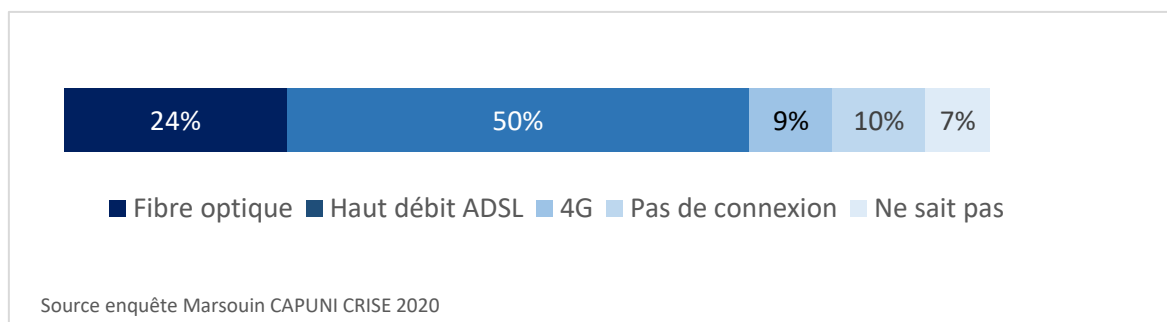 24% 50% 9% 10% 7%
Fibre optique Haut débit ADSL 4G Pas de connexion Ne sait pas
Source enquête Marsouin CAPUNI CRISE 2020